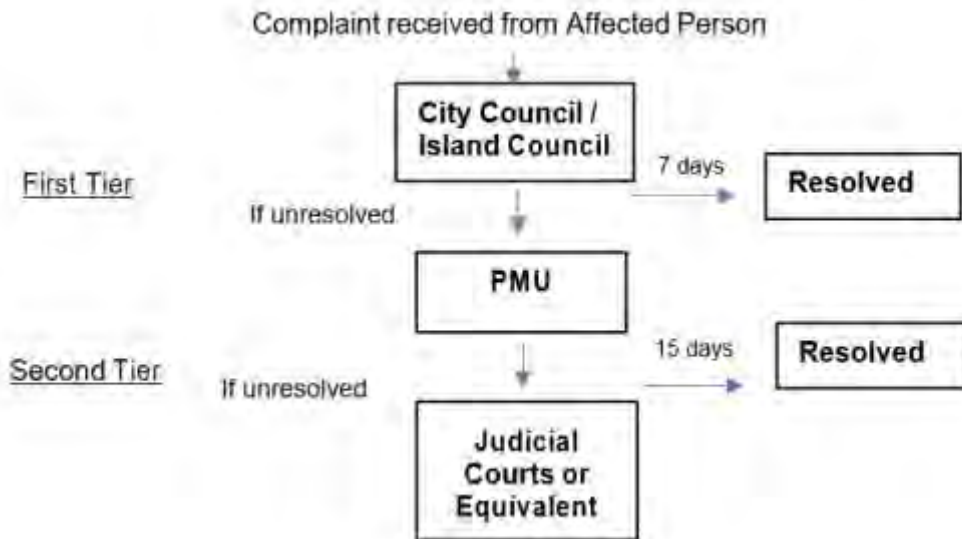 Complaint received from Affected Person
City Council /
Island Council
First Tier
7 days
Resolved
If unresolved
PMU
Second Tier
15 days
Resolved
If unresolved
Judicial
Courts or
Equivalent